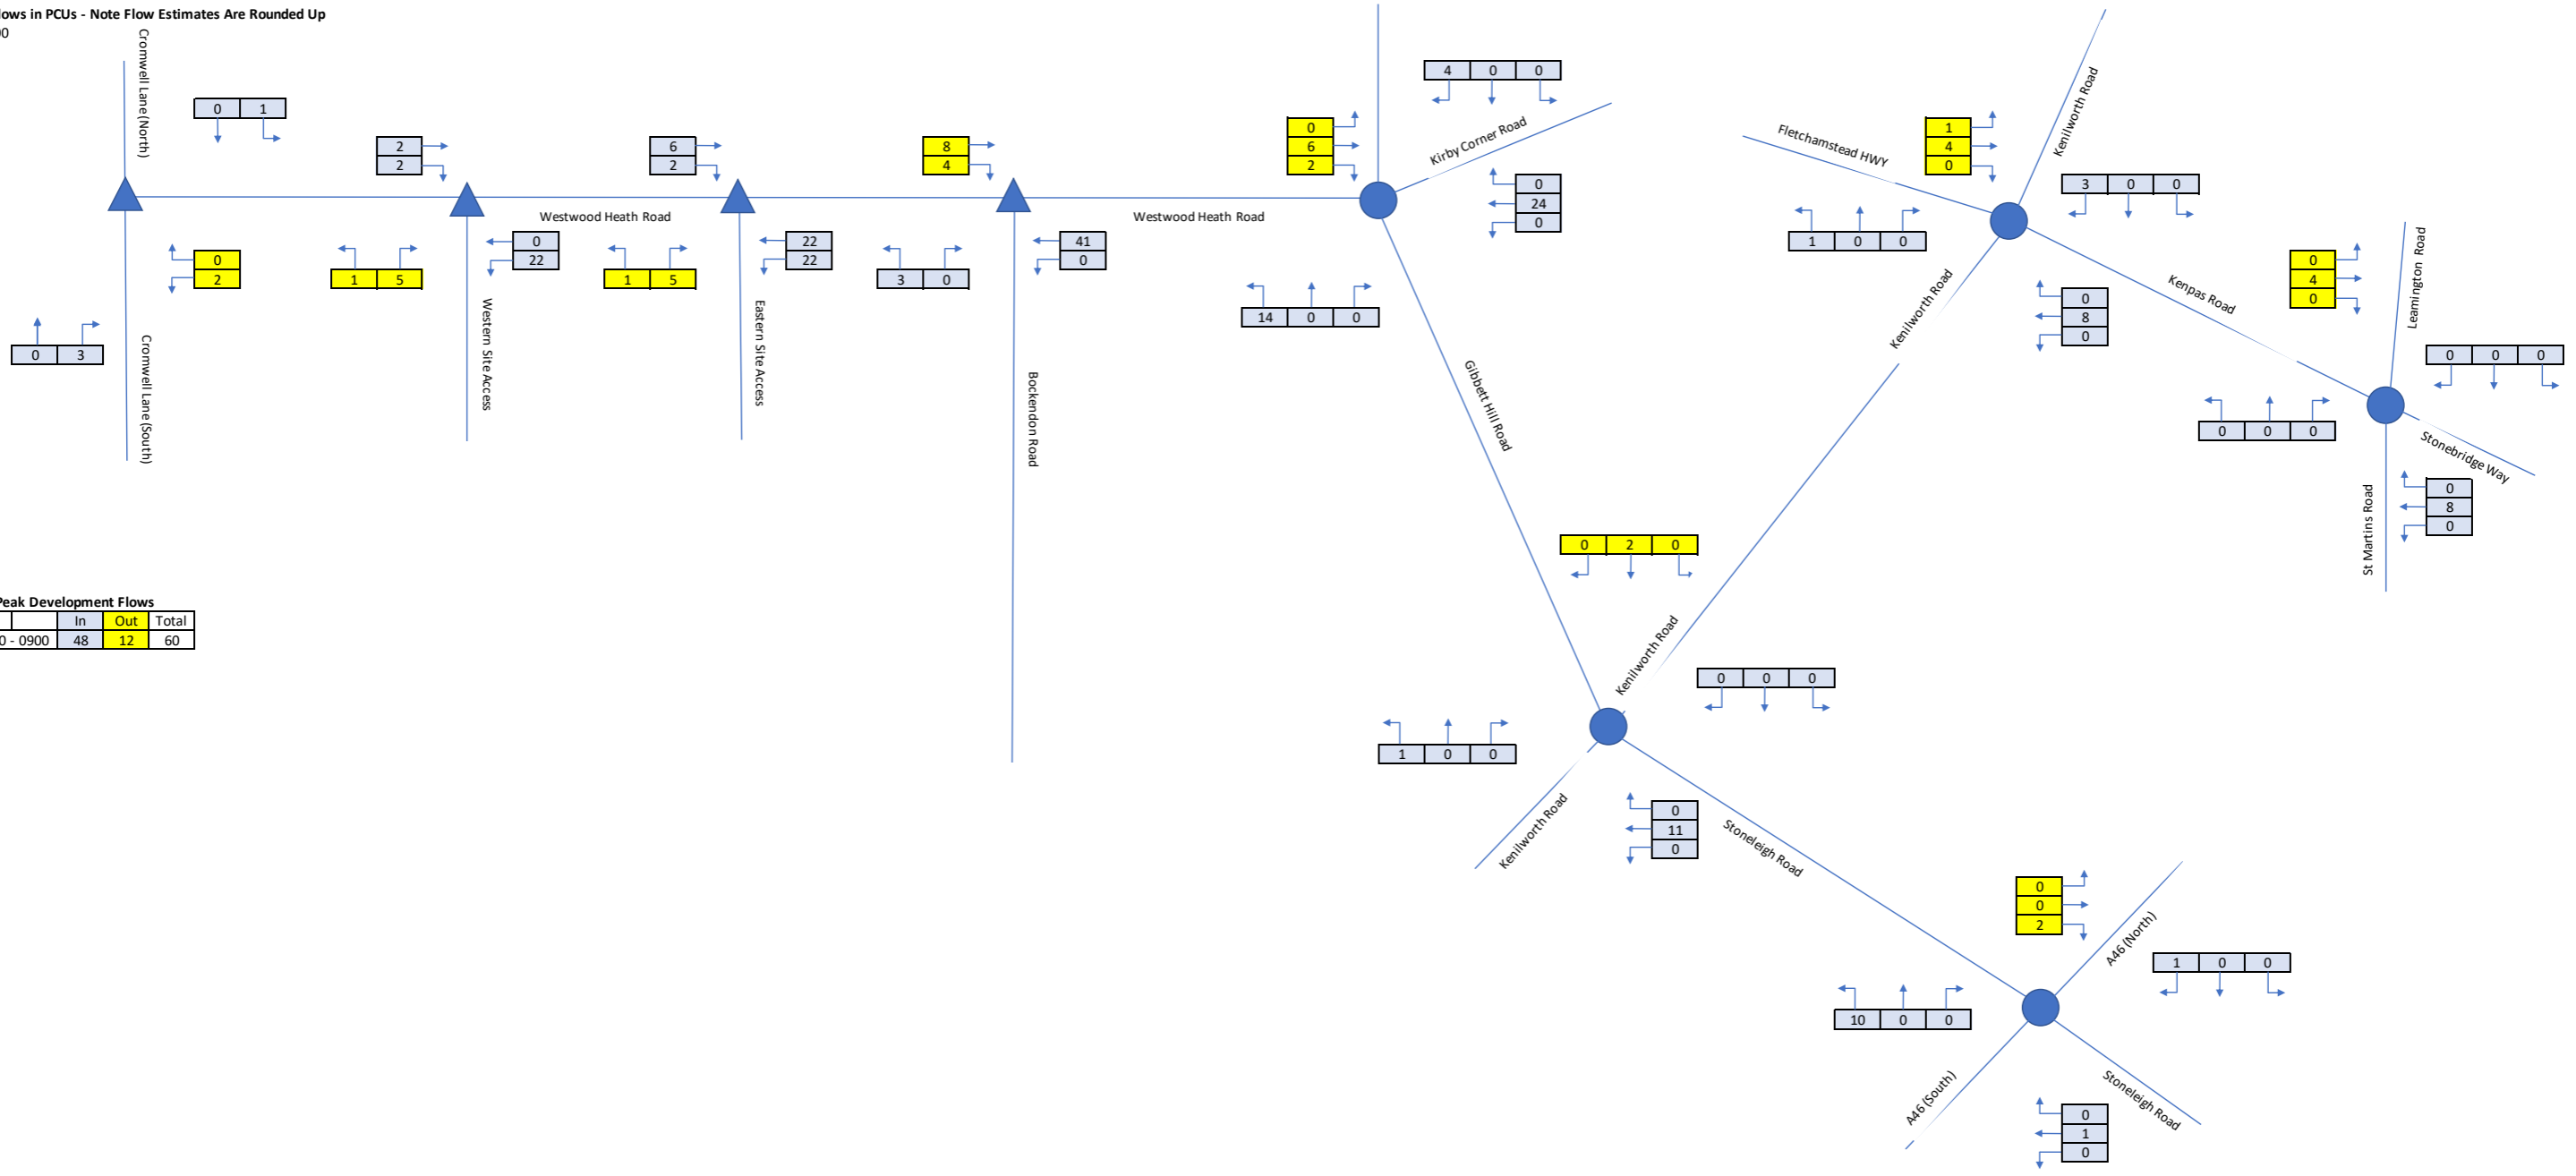 lows in PCUs - Note Flow Estimates Are Rounded Up
00
Cromwell Lane (North)
0 1
2
2
6
2
8
4
0
6
2
4 0 0
Kirby Corner Road
0
24
0
Fletchamstead HWY
1
4
0
Kenilworth Road
3 0 0
1 0 0
Westwood Heath Road
Westwood Heath Road
0
2
1 5
0
22
1 5
22
22
3 0
41
0
14 0 0
0 3
Cromwell Lane (South)
Western Site Access
Eastern Site Access
Bockendon Road
Gibbett Hill Road
Kenilworth Road
0
8
0
Kenpas Road
0
4
0
Leamington Road
0 0 0
0 0 0
Stonebridge Way
St Martins Road
0
8
0
0 2 0
Kenilworth Road
0 0 0
1 0 0
Kenilworth Road
0
11
0
Stoneleigh Road
Peak Development Flows
In Out Total
0 - 0900 48 12 60
0
0
2
A46 (North)
1 0 0
10 0 0
A46 (South)
Stoneleigh Road
0
1
0